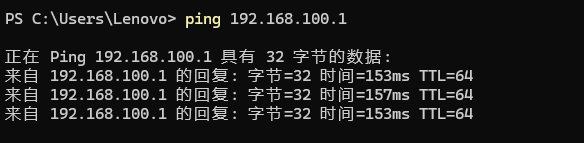 PS C:\Users\Lenovo> ping 192.168.100.1
正在 Ping 192.168.100.1 具有 32 字节的数据:
来自 192.168.100.1 的回复: 字节=32 时间=153ms TTL=64
来自 192.168.100.1 的回复: 字节=32 时间=157ms TTL=64
来自 192.168.100.1 的回复: 字节=32 时间=153ms TTL=64